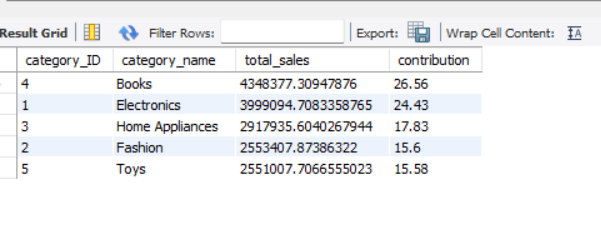 Result Grid Filter Rows: Export: Wrap Cell Content:
category_ID category_name total_sales contribution
4 Books 4348377.30947876 26.56
1 Electronics 3999094.7083358765 24.43
3 Home Appliances 2917935.6040267944 17.83
2 Fashion 2553407.87386322 15.6
5 Toys 2551007.7066555023 15.58